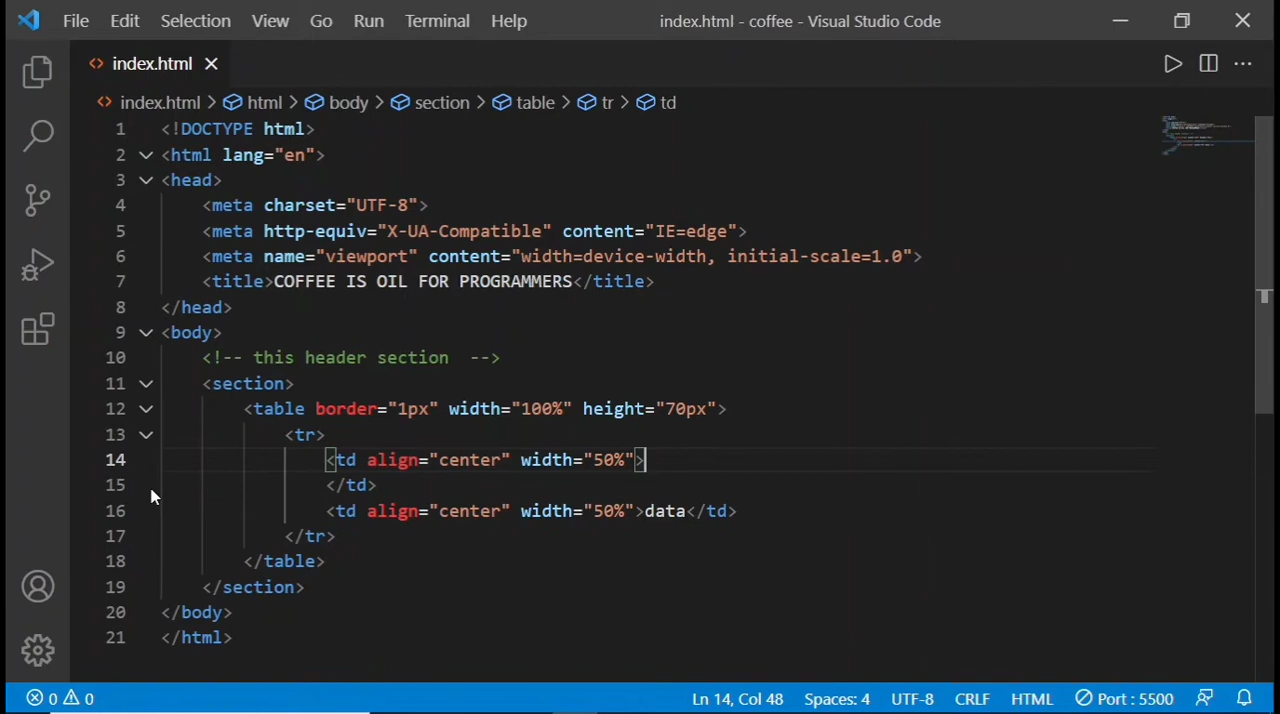 File Edit Selection View Go Run Terminal Help index.html - coffee - Visual Studio Code
index.html
index.html > html > body > section > table > tr > td
1 <!DOCTYPE html>
2 <html lang="en">
3 <head>
4 <meta charset="UTF-8">
5 <meta http-equiv="X-UA-Compatible" content="IE=edge">
6 <meta name="viewport" content="width=device-width, initial-scale=1.0">
7 <title>COFFEE IS OIL FOR PROGRAMMERS</title>
8 </head>
9 <body>
10 <!-- this header section  -->
11 <section>
12 <table border="1px" width="100%" height="70px">
13 <tr>
14 <td align="center" width="50%">
15 </td>
16 <td align="center" width="50%">data</td>
17 </tr>
18 </table>
19 </section>
20 </body>
21 </html>
0 0 Ln 14, Col 48 Spaces: 4 UTF-8 CRLF HTML Port : 5500